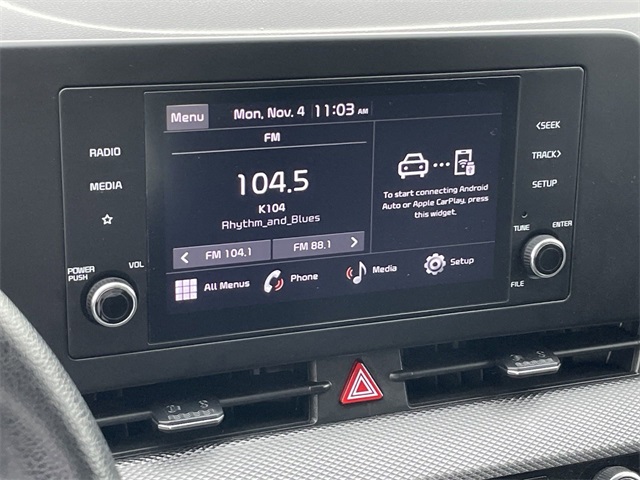 Menu
Mon, Nov. 4 | 11:03 AM
FM
104.5
K104
Rhythm_and_Blues
To start connecting Android
Auto or Apple CarPlay, press
this widget.
< FM 104.1
FM 88.1 >
All Menus
Phone
Media
Setup
RADIO
MEDIA
POWER
PUSH
VOL
<SEEK
TRACK>
SETUP
TUNE
ENTER
FILE